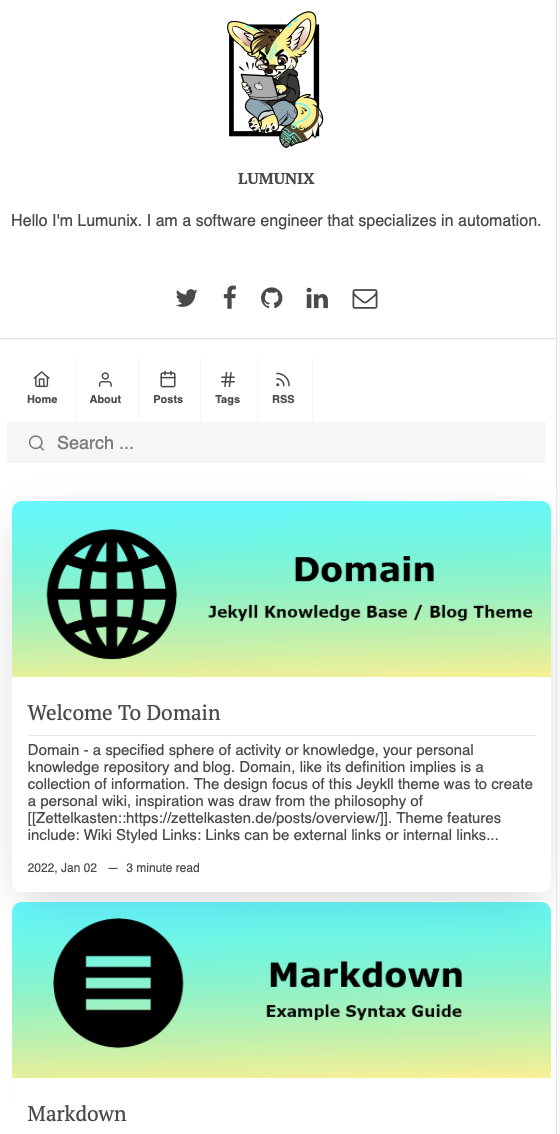 LUMUNIX
Hello I'm Lumunix. I am a software engineer that specializes in automation.
Home About Posts Tags RSS
Search ...
Domain
Jekyll Knowledge Base / Blog Theme
Welcome To Domain
Domain - a specified sphere of activity or knowledge, your personal
knowledge repository and blog. Domain, like its definition implies is a
collection of information. The design focus of this Jeykll theme was to create
a personal wiki, inspiration was draw from the philosophy of
[[Zettelkasten::https://zettelkasten.de/posts/overview/]]. Theme features
include: Wiki Styled Links: Links can be external links or internal links...
2022, Jan 02 — 3 minute read
Markdown
Example Syntax Guide
Markdown